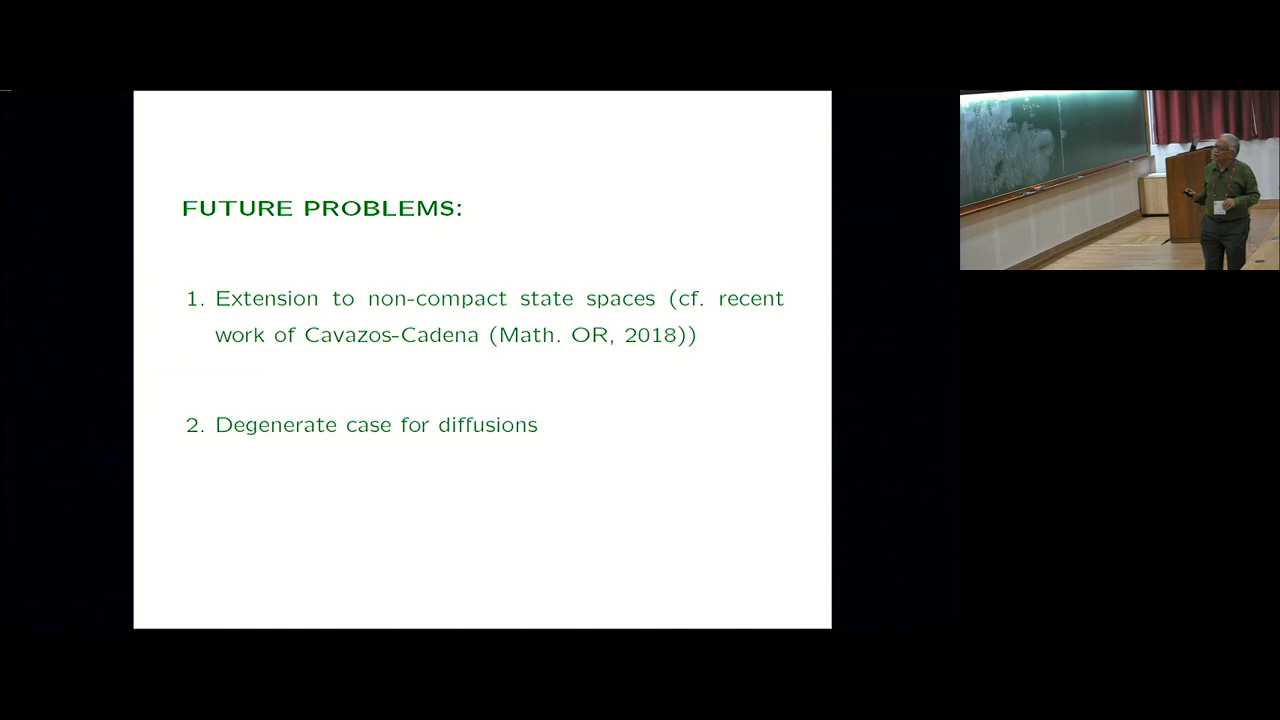 FUTURE PROBLEMS:
1. Extension to non-compact state spaces (cf. recent
work of Cavazos-Cadena (Math. OR, 2018))
2. Degenerate case for diffusions